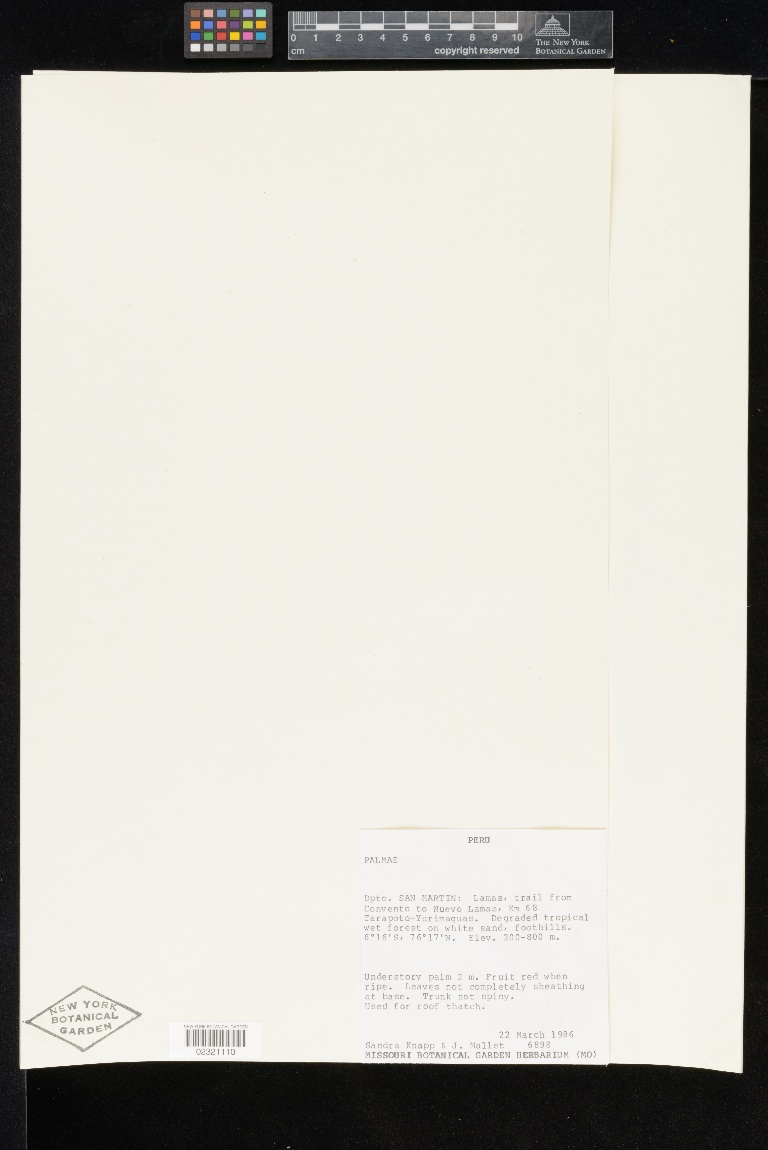 0 1 2 3 4 5 6 7 8 9 10
cm
copyright reserved
THE NEW YORK
BOTANICAL GARDEN
PERU
PALMAE
Dpto. SAN MARTIN: Lamas, trail from
Convento to Nuevo Lamas, Km 68
Tarapoto-Yurimaguas. Degraded tropical
wet forest on white sand, foothills.
6°16'S, 76°17'W. Elev. 200-800 m.
Understory palm 2 m. Fruit red when
ripe. Leaves not completely sheathing
at base. Trunk not spiny.
Used for roof thatch.
22 March 1986
Sandra Knapp & J. Mallet 6898
MISSOURI BOTANICAL GARDEN HERBARIUM (MO)
NEW YORK
BOTANICAL
GARDEN
NEW YORK BOTANICAL GARDEN
02321110